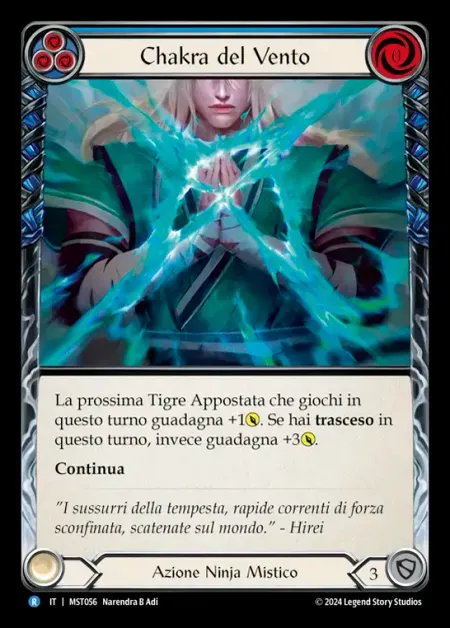 Chakra del Vento
0
La prossima Tigre Appostata che giochi in
questo turno guadagna +1. Se hai trasceso in
questo turno, invece guadagna +3.
Continua
"I sussurri della tempesta, rapide correnti di forza
sconfinata, scatenate sul mondo.” - Hirei
Azione Ninja Mistico
3
R IT | MST056 Narendra B Adi
© 2024 Legend Story Studios